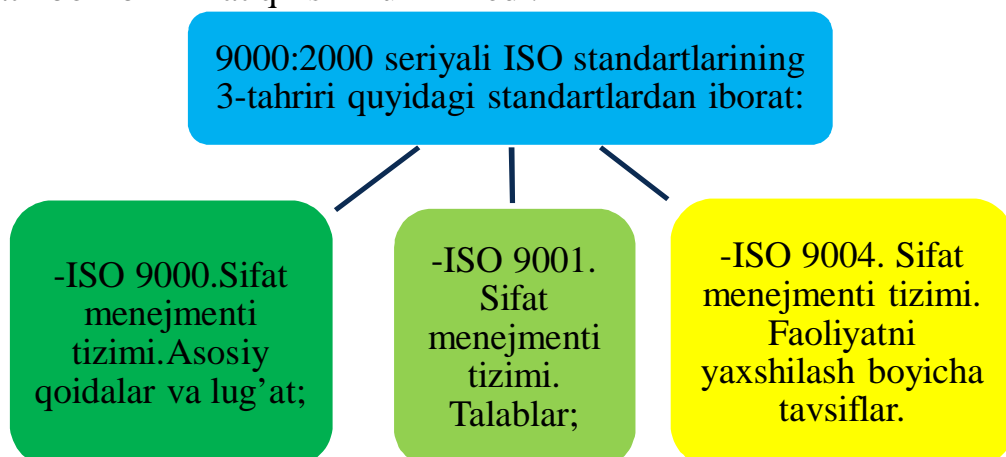 9000:2000 seriyali ISO standartlarining
3-tahriri quyidagi standartlardan iborat:
-ISO 9000.Sifat
menejmenti
tizimi.Asosiy
qoidalar va lug’at;
-ISO 9001.
Sifat
menejmenti
tizimi.
Talablar;
-ISO 9004. Sifat
menejmenti tizimi.
Faoliyatni
yaxshilash boyicha
tavsiflar.